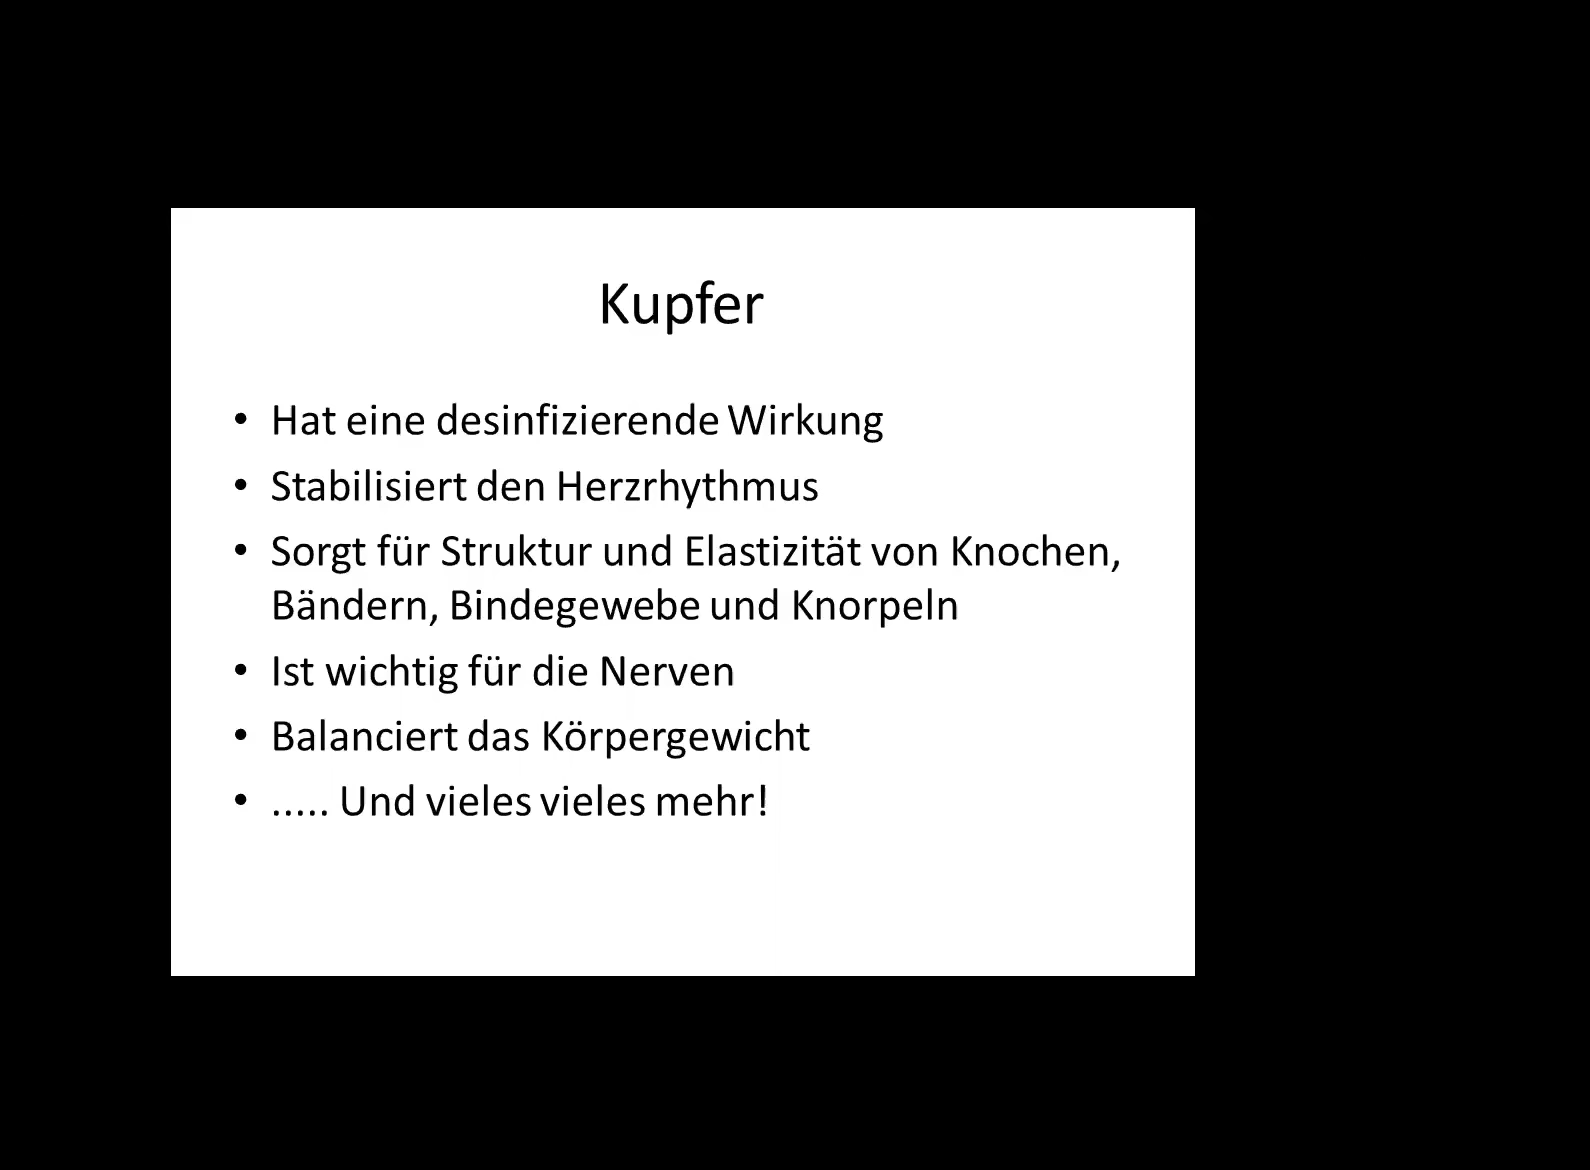 Kupfer
• Hat eine desinfizierende Wirkung
• Stabilisiert den Herzrhythmus
• Sorgt für Struktur und Elastizität von Knochen,
Bändern, Bindegewebe und Knorpeln
• Ist wichtig für die Nerven
• Balanciert das Körpergewicht
• ..... Und vieles vieles mehr!